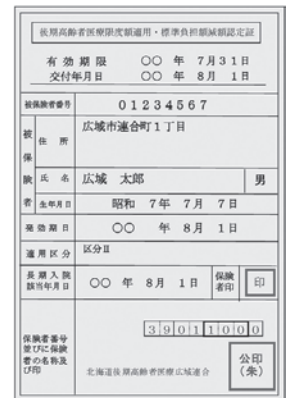 後期高齢者医療限度額適用・標準負担額減額認定証
有効期限 〇〇 年 7月31日
交付年月日 〇〇 年 8月 1日
被保険者番号 01234567
被保険者
住所 広域市連合町1丁目
氏名 広域 太郎 男
生年月日 昭和 7年 7月 7日
発効期日 〇〇 年 8月 1日
適用区分 区分Ⅱ
長期入院該当年月日 〇〇 年 8月 1日 保険者印 印
保険者番号並びに保険者の名称及び印
39011000
北海道後期高齢者医療広域連合
公印(朱)